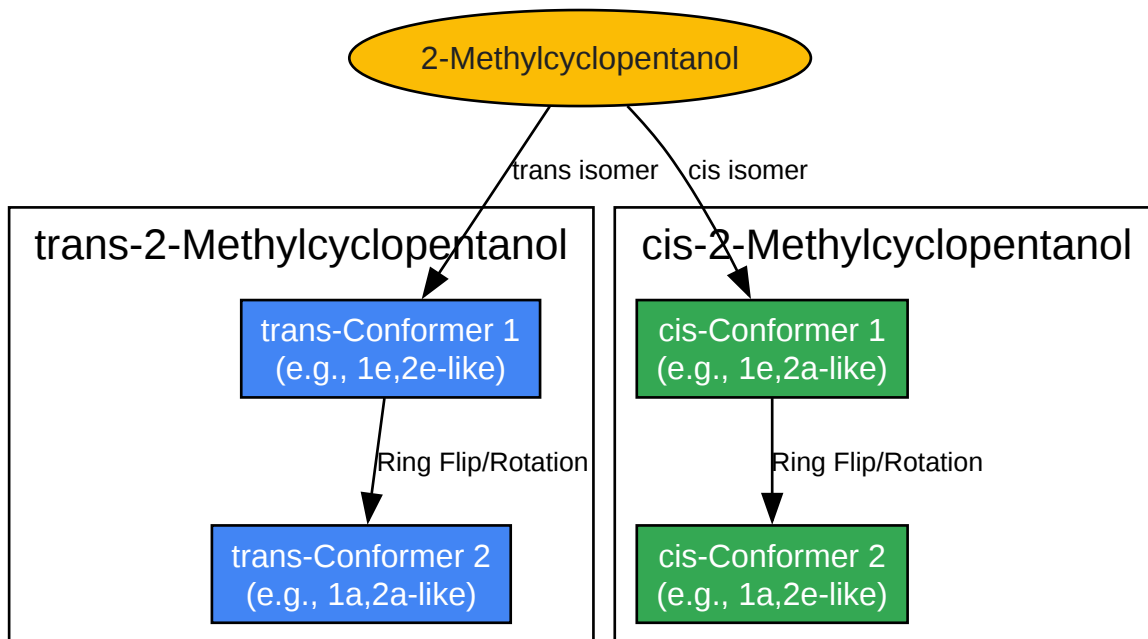 2-Methylcyclopentanol
trans isomer
cis isomer
trans-2-Methylcyclopentanol
cis-2-Methylcyclopentanol
trans-Conformer 1
(e.g., 1e,2e-like)
cis-Conformer 1
(e.g., 1e,2a-like)
Ring Flip/Rotation
Ring Flip/Rotation
trans-Conformer 2
(e.g., 1a,2a-like)
cis-Conformer 2
(e.g., 1a,2e-like)